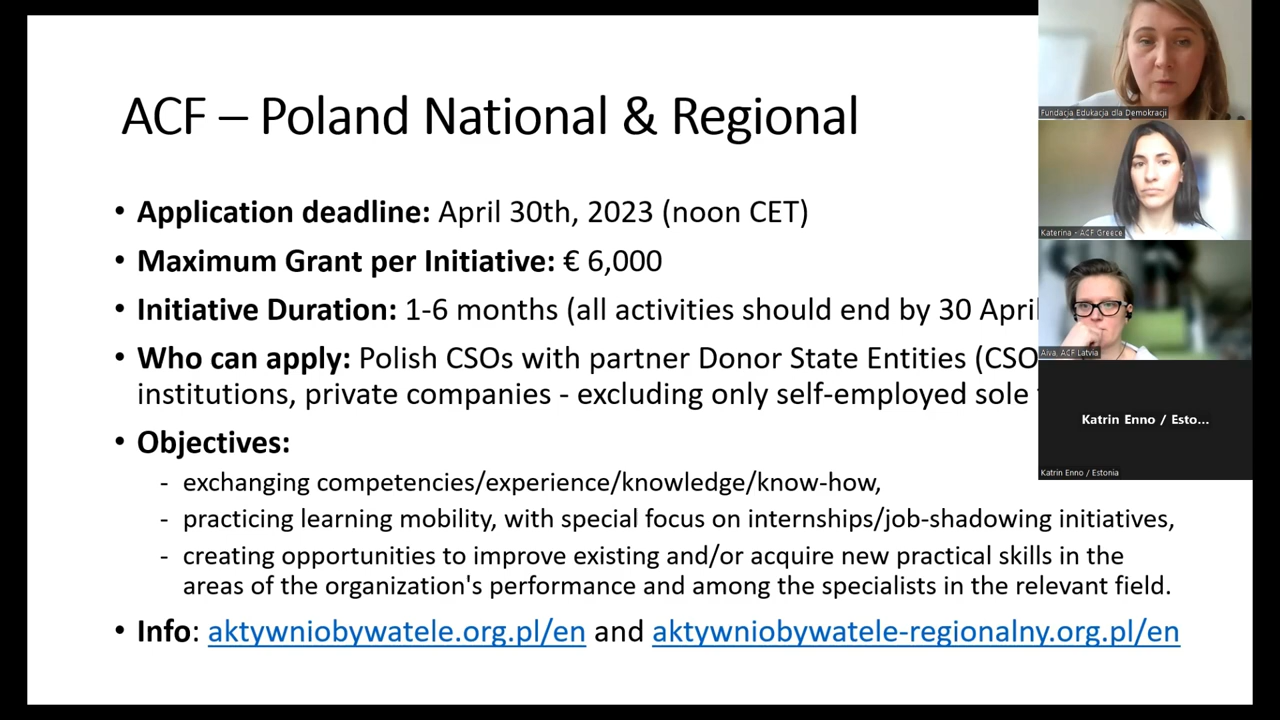 ACF – Poland National & Regional
• Application deadline: April 30th, 2023 (noon CET)
• Maximum Grant per Initiative: € 6,000
• Initiative Duration: 1-6 months (all activities should end by 30 April
• Who can apply: Polish CSOs with partner Donor State Entities (CSO
institutions, private companies - excluding only self-employed sole
• Objectives:
- exchanging competencies/experience/knowledge/know-how,
- practicing learning mobility, with special focus on internships/job-shadowing initiatives,
- creating opportunities to improve existing and/or acquire new practical skills in the
areas of the organization's performance and among the specialists in the relevant field.
• Info: aktywniobywatele.org.pl/en and aktywniobywatele-regionalny.org.pl/en
Fundacja Edukacja dla Demokracji
Katerina - ACF Greece
Aiva, ACF Latvia
Katrin Enno / Esto...
Katrin Enno / Estonia